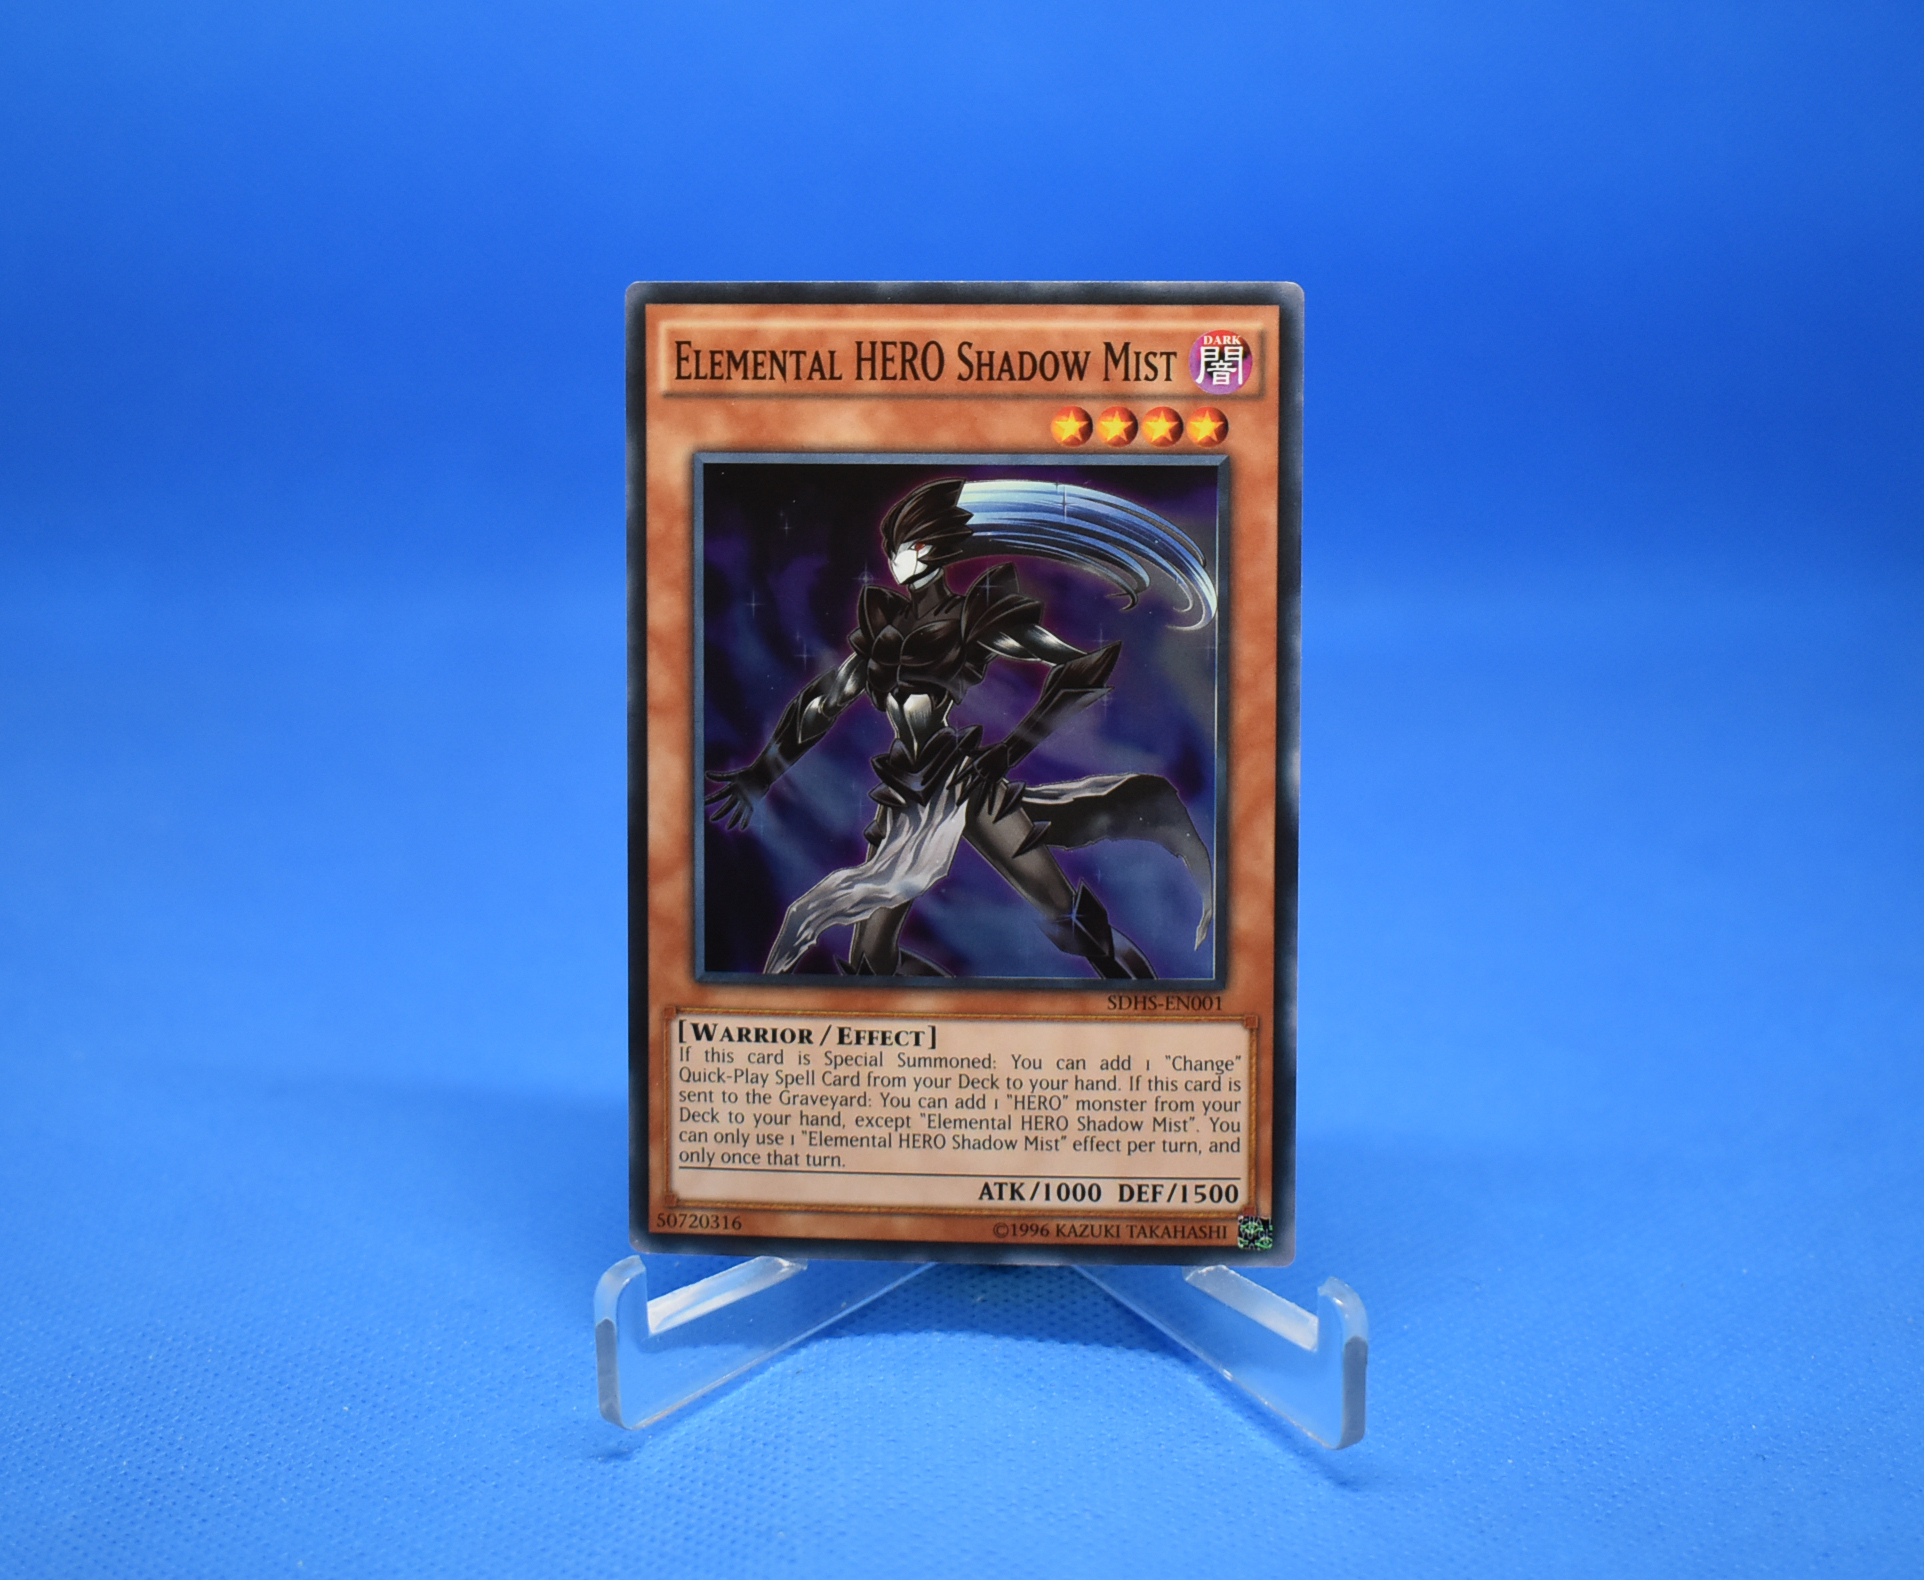 Elemental HERO Shadow Mist
DARK
闇
SDHS-EN001
[Warrior / Effect]
If this card is Special Summoned: You can add 1 "Change"
Quick-Play Spell Card from your Deck to your hand. If this card is
sent to the Graveyard: You can add 1 "HERO" monster from your
Deck to your hand, except "Elemental HERO Shadow Mist". You
can only use 1 "Elemental HERO Shadow Mist" effect per turn, and
only once that turn.
ATK/1000 DEF/1500
50720316
©1996 KAZUKI TAKAHASHI